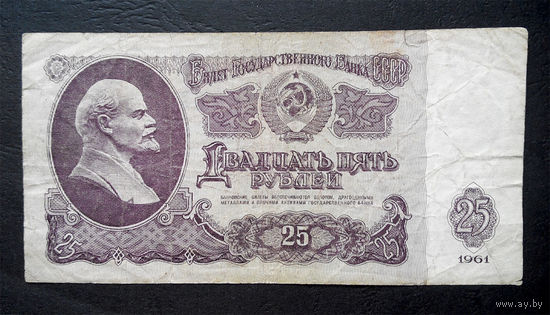 Билет Государственного Банка СССР
Двадцать пять
рублей
Банковские билеты обеспечиваются золотом, драгоценными
металлами и прочими активами Государственного банка
25
25
25
25
1961
www.ay.by